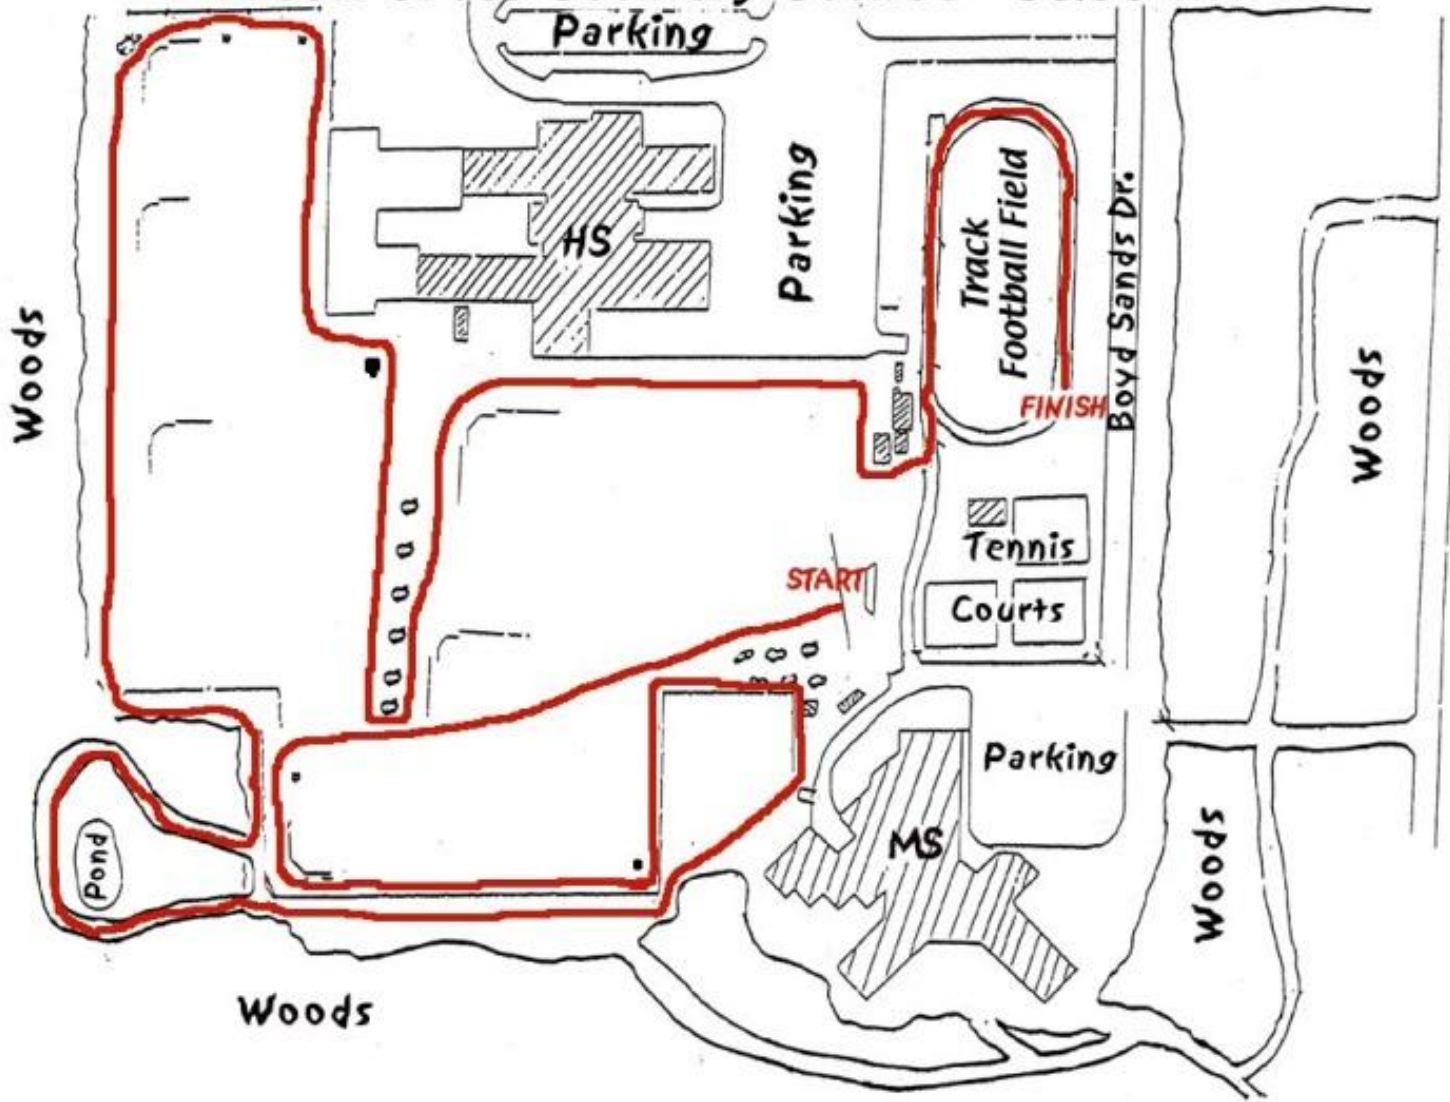 Parking
Parking
Track
Football Field
Boyd Sands Dr.
HS
Woods
Woods
FINISH
START
Tennis
Courts
Parking
MS
Pond
Woods
Woods